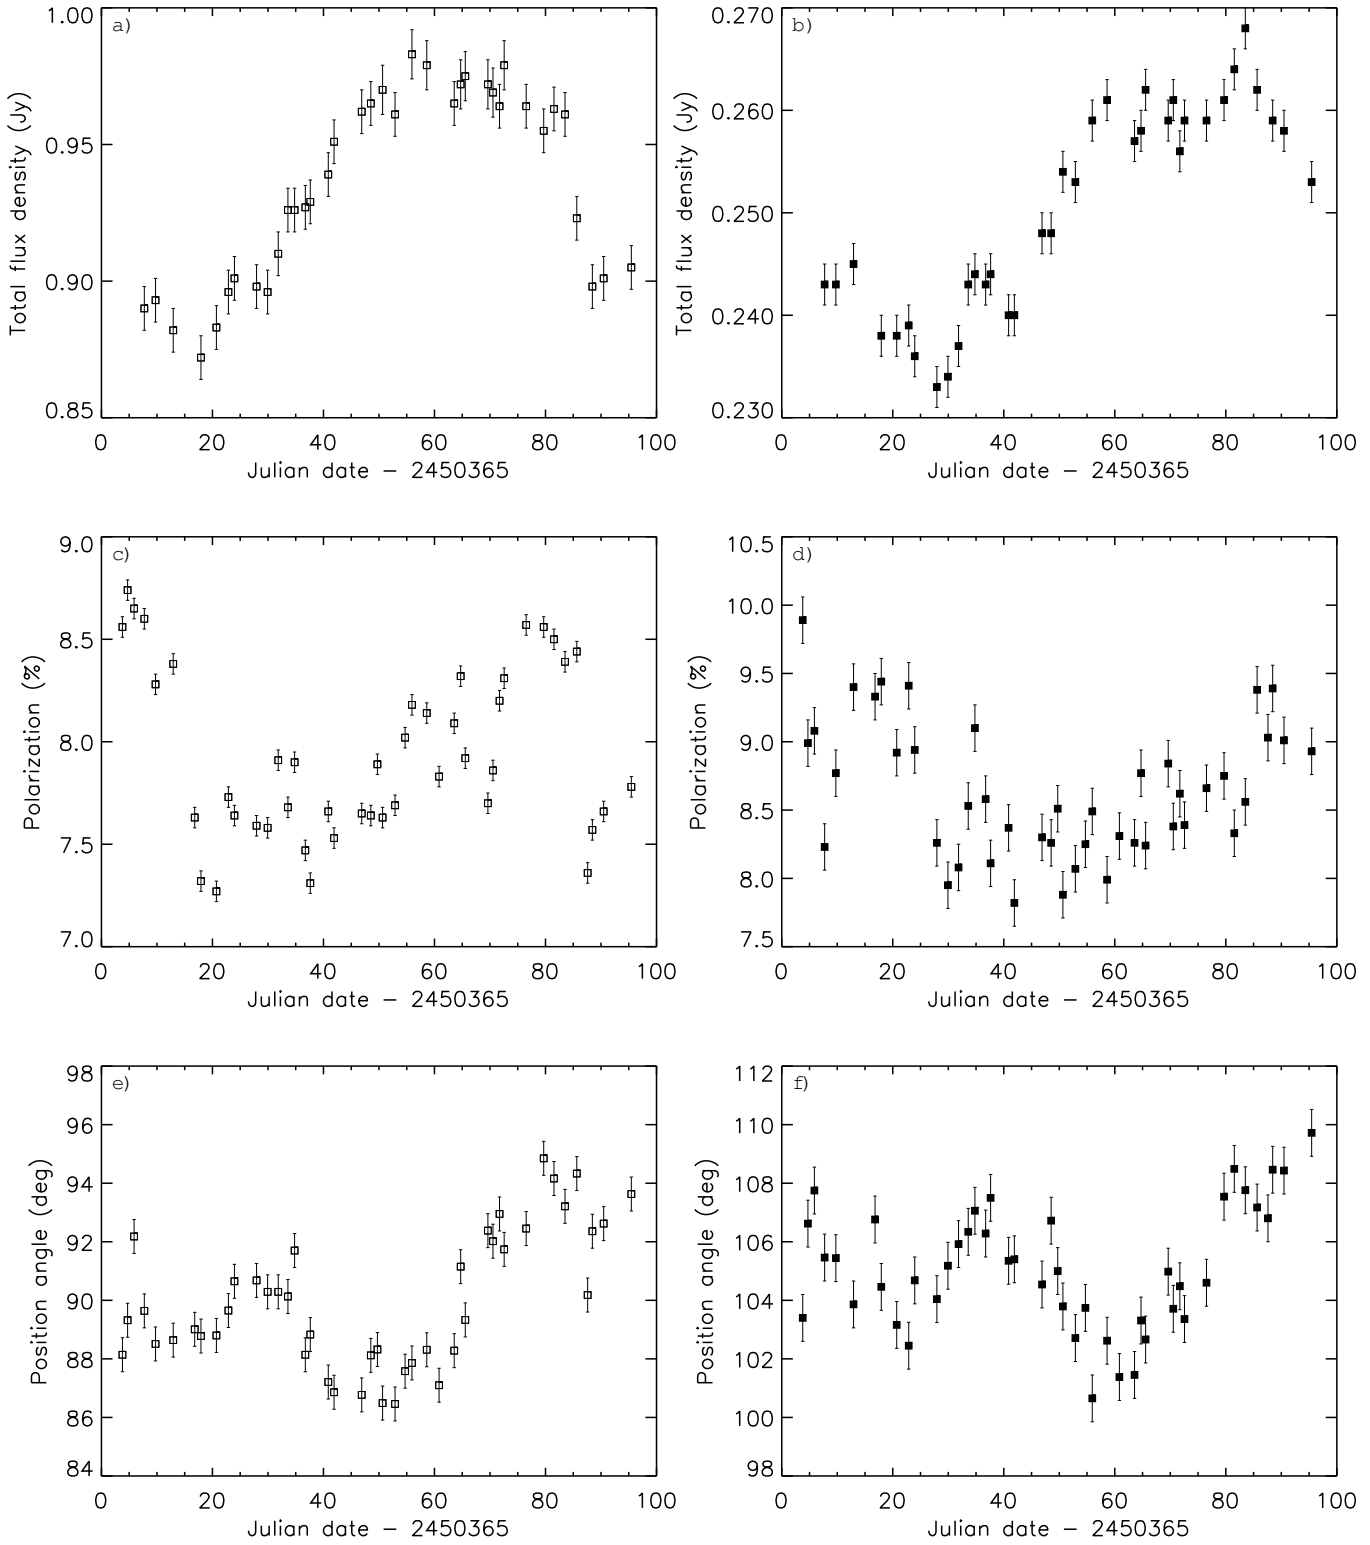 a)
1.00
0.95
0.90
0.85
Total flux density (Jy)
0 20 40 60 80 100
Julian date – 2450365
b)
0.270
0.260
0.250
0.240
0.230
Total flux density (Jy)
0 20 40 60 80 100
Julian date – 2450365
c)
9.0
8.5
8.0
7.5
7.0
Polarization (%)
0 20 40 60 80 100
Julian date – 2450365
d)
10.5
10.0
9.5
9.0
8.5
8.0
7.5
Polarization (%)
0 20 40 60 80 100
Julian date – 2450365
e)
98
96
94
92
90
88
86
84
Position angle (deg)
0 20 40 60 80 100
Julian date – 2450365
f)
112
110
108
106
104
102
100
98
Position angle (deg)
0 20 40 60 80 100
Julian date – 2450365